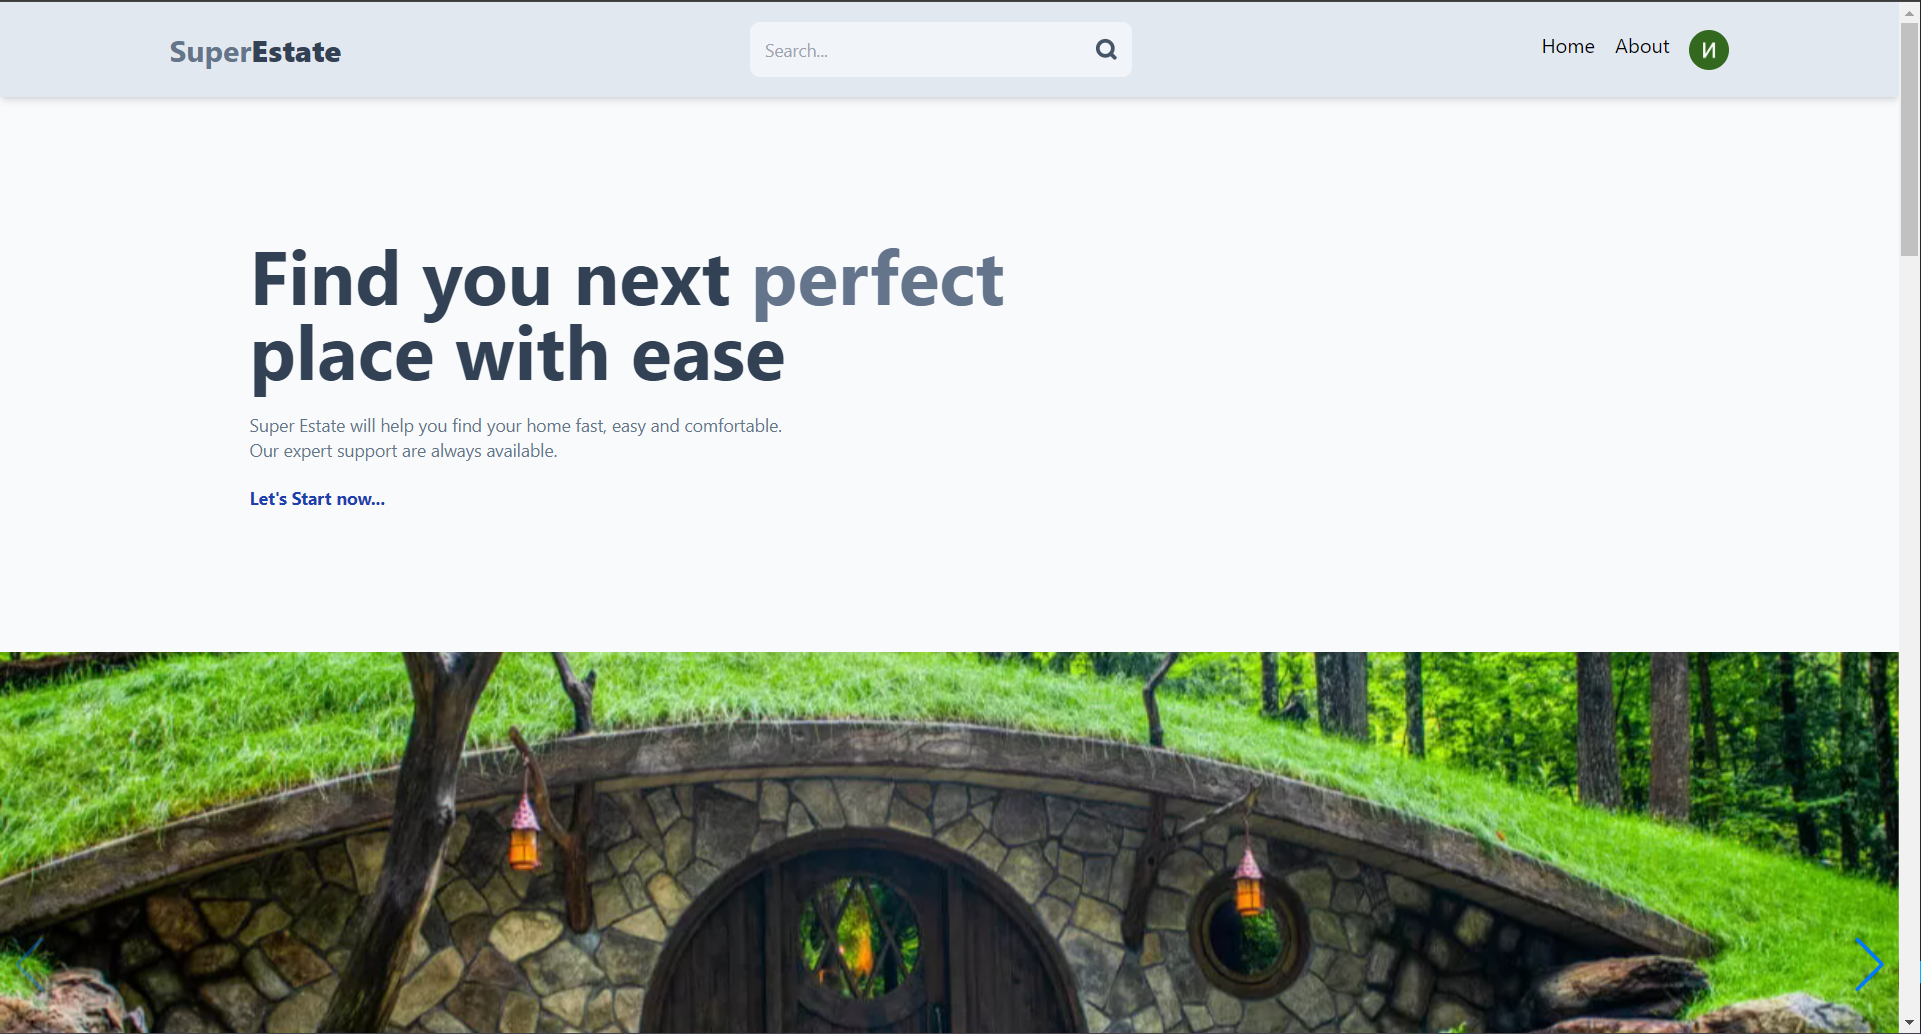 SuperEstate
Search...
Home
About
И
Find you next perfect
place with ease
Super Estate will help you find your home fast, easy and comfortable.
Our expert support are always available.
Let's Start now...